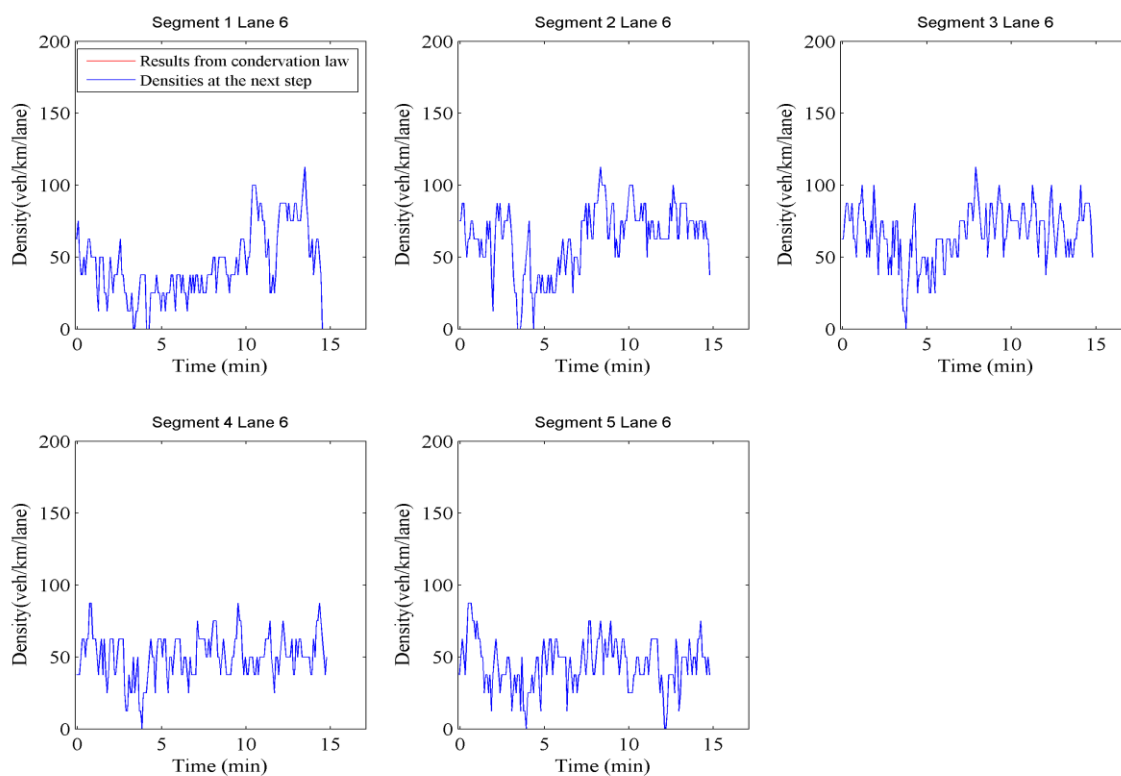 Segment 1 Lane 6
Segment 2 Lane 6
Segment 3 Lane 6
200
150
100
50
0
Density(veh/km/lane)
Results from condervation law
Densities at the next step
0 5 10 15
Time (min)
200
150
100
50
0
Density(veh/km/lane)
0 5 10 15
Time (min)
200
150
100
50
0
Density(veh/km/lane)
0 5 10 15
Time (min)
Segment 4 Lane 6
Segment 5 Lane 6
200
150
100
50
0
Density(veh/km/lane)
0 5 10 15
Time (min)
200
150
100
50
0
Density(veh/km/lane)
0 5 10 15
Time (min)